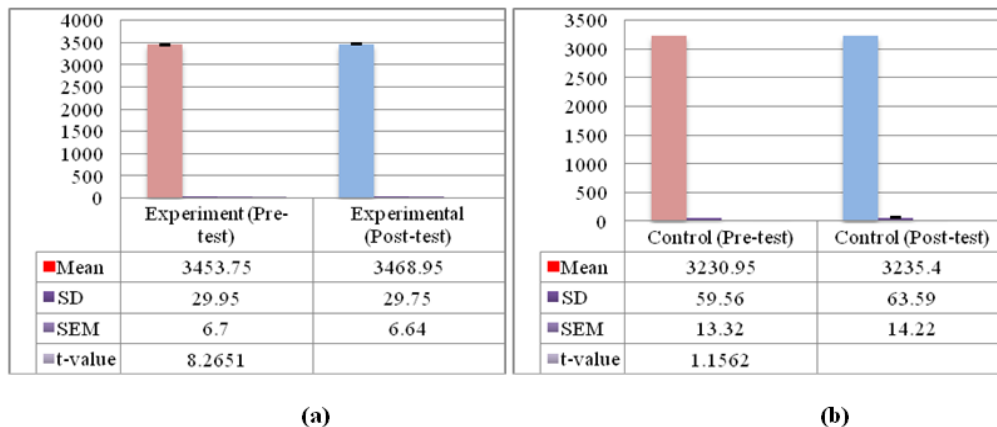 4000
3500
3000
2500
2000
1500
1000
500
0
Experiment (Pre-
test)
Experimental
(Post-test)
Mean 3453.75 3468.95
SD 29.95 29.75
SEM 6.7 6.64
t-value 8.2651
(a)
3500
3000
2500
2000
1500
1000
500
0
Control (Pre-test) Control (Post-test)
Mean 3230.95 3235.4
SD 59.56 63.59
SEM 13.32 14.22
t-value 1.1562
(b)